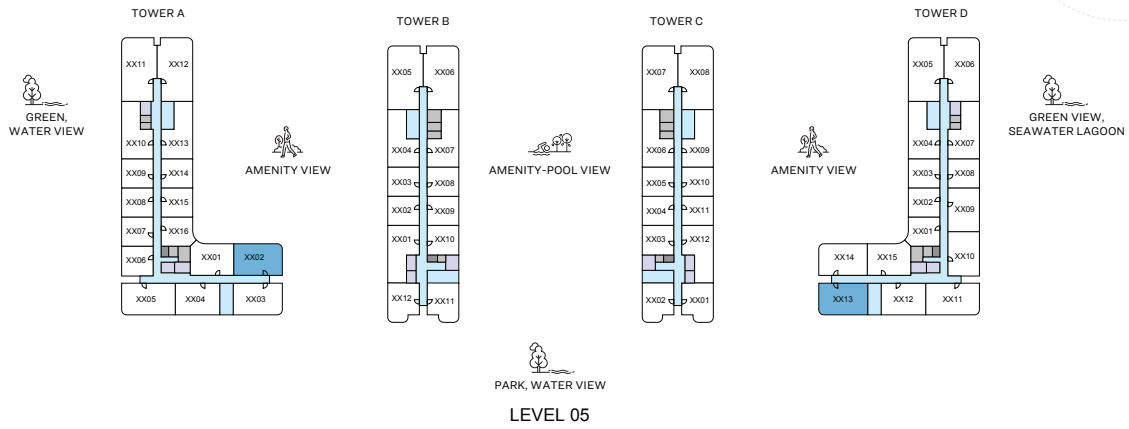 TOWER A
TOWER B
TOWER C
TOWER D
XX11 XX12
XX10 XX13
XX09 XX14
XX08 XX15
XX07 XX16
XX06 XX01 XX02
XX05 XX04 XX03
XX05 XX06
XX04 XX07
XX03 XX08
XX02 XX09
XX01 XX10
XX12 XX11
XX07 XX08
XX06 XX09
XX05 XX10
XX04 XX11
XX03 XX12
XX02 XX01
XX05 XX06
XX04 XX07
XX03 XX08
XX02 XX09
XX01
XX14 XX15 XX10
XX13 XX12 XX11
GREEN,
WATER VIEW
AMENITY VIEW
AMENITY-POOL VIEW
AMENITY VIEW
GREEN VIEW,
SEAWATER LAGOON
PARK, WATER VIEW
LEVEL 05